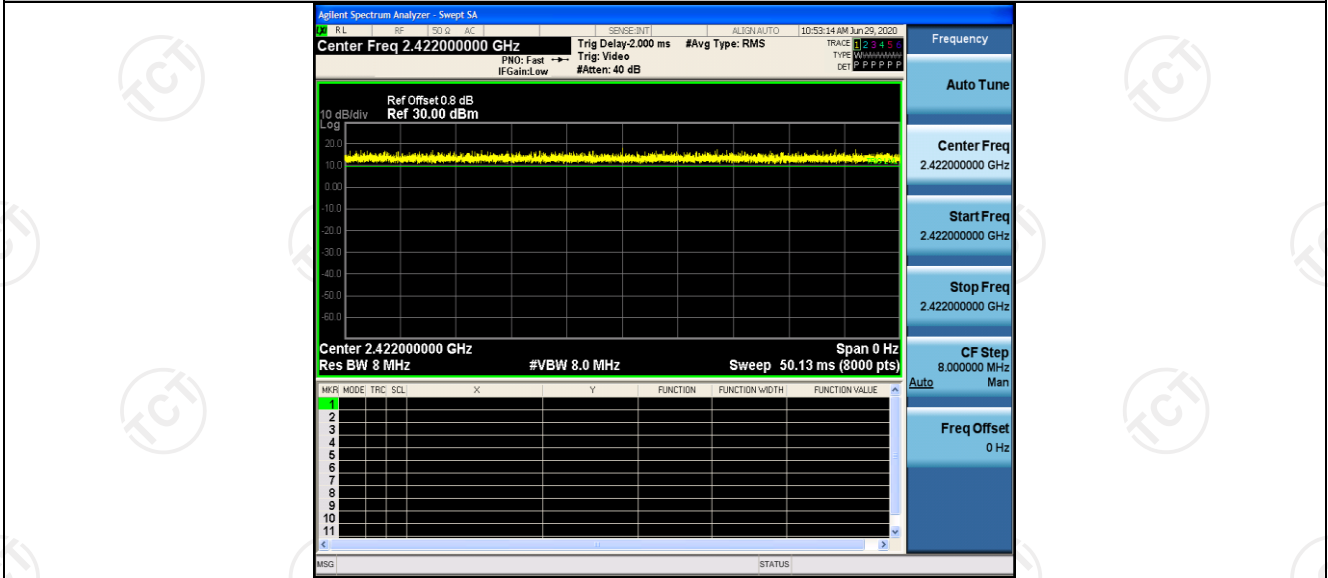 Agilent Spectrum Analyzer - Swept SA
RL RF 50 Ω AC SENSE:INT ALIGN AUTO 10:53:14 AM Jun 29, 2020
Center Freq 2.422000000 GHz
PNO: Fast
IFGain:Low
Trig Delay-2.000 ms
Trig: Video
#Atten: 40 dB
#Avg Type: RMS
TRACE 1 2 3 4 5 6
TYPE
DET P P P P P P
Ref Offset 0.8 dB
10 dB/div Ref 30.00 dBm
Log
20.0
10.0
0.00
-10.0
-20.0
-30.0
-40.0
-50.0
-60.0
Center 2.422000000 GHz Span 0 Hz
Res BW 8 MHz #VBW 8.0 MHz Sweep 50.13 ms (8000 pts)
MKR MODE TRC SCL X Y FUNCTION FUNCTION WIDTH FUNCTION VALUE
1
2
3
4
5
6
7
8
9
10
11
MSG STATUS
Frequency
Auto Tune
Center Freq
2.422000000 GHz
Start Freq
2.422000000 GHz
Stop Freq
2.422000000 GHz
CF Step
8.000000 MHz
Auto Man
Freq Offset
0 Hz
TCT
TCT
TCT
TCT